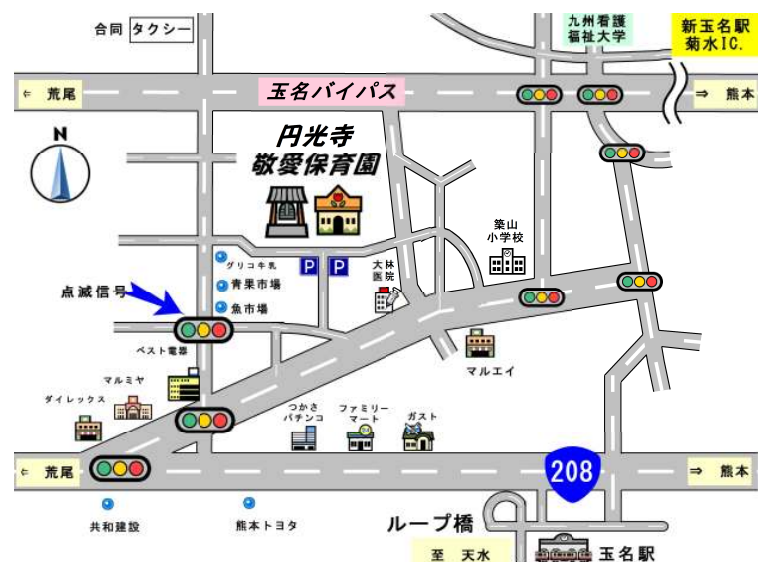 合同 タクシー
九州看護
福祉大学
新玉名駅
菊水IC.
⇐ 荒尾
玉名バイパス
⇒ 熊本
N
円光寺
敬愛保育園
築山
小学校
グリコ牛乳
P P
大林
医院
点滅信号
青果市場
魚市場
ベスト電器
マルエイ
マルミヤ
ダイレックス
つかさ
パチンコ
ファミリー
マート
ガスト
⇐ 荒尾
208
⇒ 熊本
共和建設
熊本トヨタ
ループ橋
至 天水
玉名駅